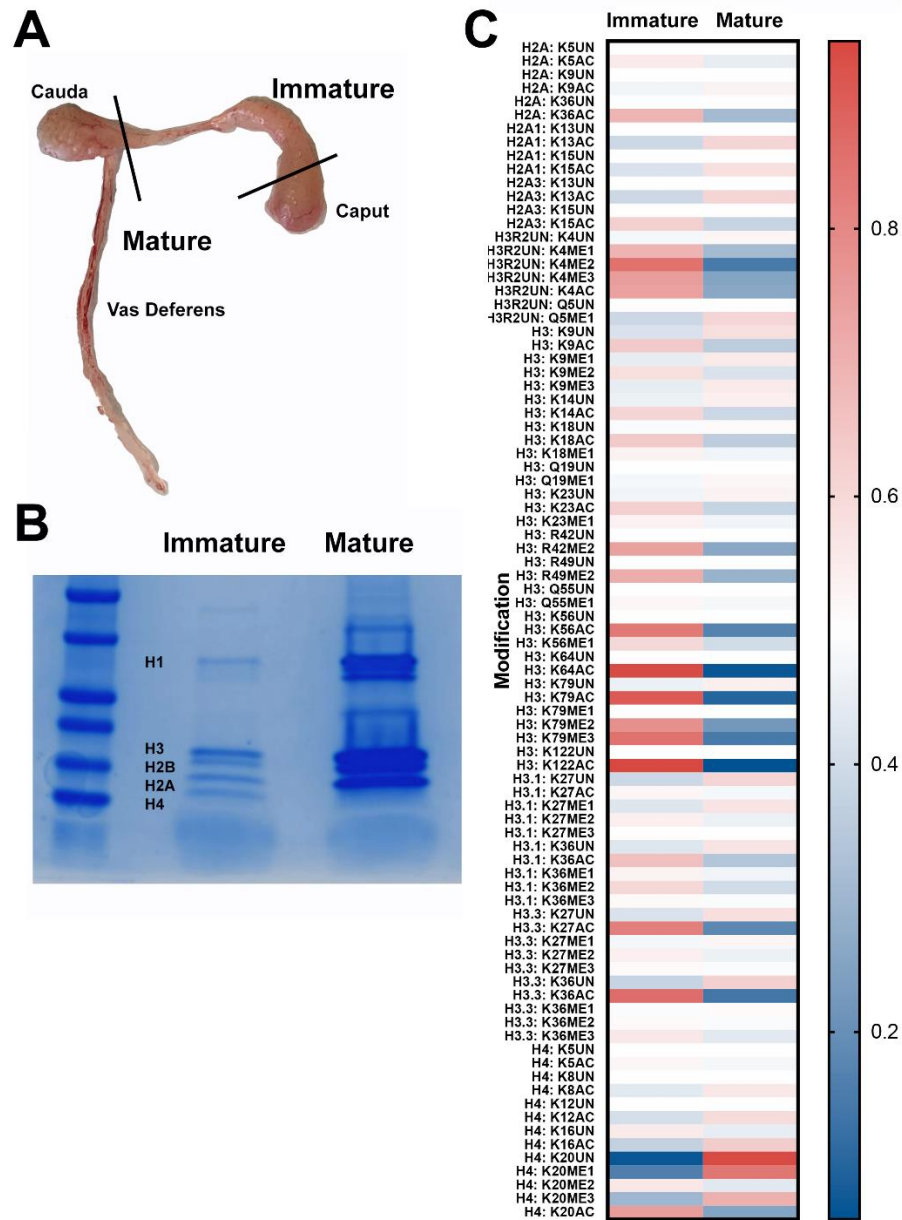 A
Cauda
Immature
Caput
Mature
Vas Deferens
B
Immature Mature
H1
H3
H2B
H2A
H4
C
Immature Mature
Modification
H2A: K5UN
H2A: K5AC
H2A: K9UN
H2A: K9AC
H2A: K36UN
H2A: K36AC
H2A1: K13UN
H2A1: K13AC
H2A1: K15UN
H2A1: K15AC
H2A3: K13UN
H2A3: K13AC
H2A3: K15UN
H2A3: K15AC
H3R2UN: K4UN
H3R2UN: K4ME1
H3R2UN: K4ME2
H3R2UN: K4ME3
H3R2UN: K4AC
H3R2UN: Q5UN
H3R2UN: Q5ME1
H3: K9UN
H3: K9AC
H3: K9ME1
H3: K9ME2
H3: K9ME3
H3: K14UN
H3: K14AC
H3: K18UN
H3: K18AC
H3: K18ME1
H3: Q19UN
H3: Q19ME1
H3: K23UN
H3: K23AC
H3: K23ME1
H3: R42UN
H3: R42ME2
H3: R49UN
H3: R49ME2
H3: Q55UN
H3: Q55ME1
H3: K56UN
H3: K56AC
H3: K56ME1
H3: K64UN
H3: K64AC
H3: K79UN
H3: K79AC
H3: K79ME1
H3: K79ME2
H3: K79ME3
H3: K122UN
H3: K122AC
H3.1: K27UN
H3.1: K27AC
H3.1: K27ME1
H3.1: K27ME2
H3.1: K27ME3
H3.1: K36UN
H3.1: K36AC
H3.1: K36ME1
H3.1: K36ME2
H3.1: K36ME3
H3.3: K27UN
H3.3: K27AC
H3.3: K27ME1
H3.3: K27ME2
H3.3: K27ME3
H3.3: K36UN
H3.3: K36AC
H3.3: K36ME1
H3.3: K36ME2
H3.3: K36ME3
H4: K5UN
H4: K5AC
H4: K8UN
H4: K8AC
H4: K12UN
H4: K12AC
H4: K16UN
H4: K16AC
H4: K20UN
H4: K20ME1
H4: K20ME2
H4: K20ME3
H4: K20AC
0.8
0.6
0.4
0.2